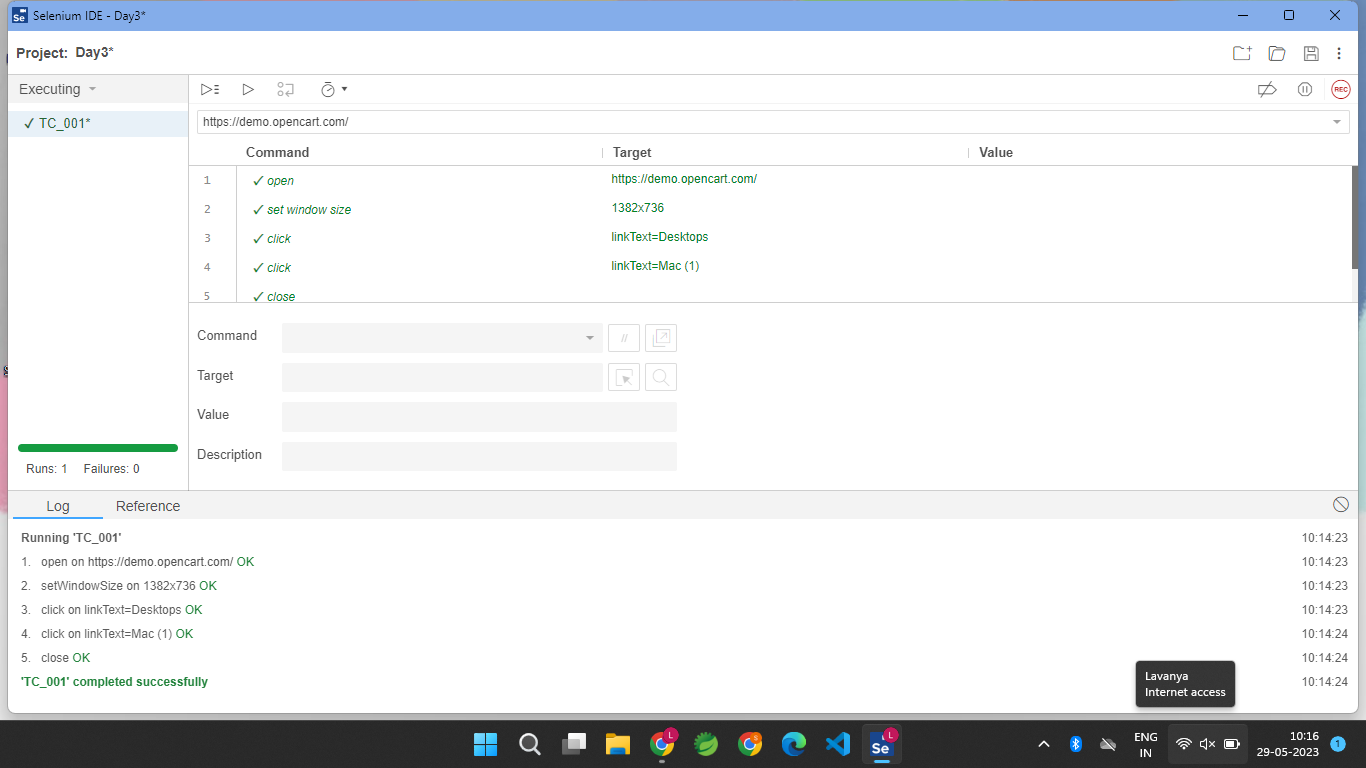 Selenium IDE - Day3*
Project: Day3*
Executing
✓ TC_001*
https://demo.opencart.com/
REC
Command Target Value
1 ✓ open https://demo.opencart.com/
2 ✓ set window size 1382x736
3 ✓ click linkText=Desktops
4 ✓ click linkText=Mac (1)
5 ✓ close
Command //
Target
Value
Description
Runs: 1 Failures: 0
Log Reference
Running 'TC_001' 10:14:23
1. open on https://demo.opencart.com/ OK 10:14:23
2. setWindowSize on 1382x736 OK 10:14:23
3. click on linkText=Desktops OK 10:14:23
4. click on linkText=Mac (1) OK 10:14:24
5. close OK 10:14:24
'TC_001' completed successfully 10:14:24
Lavanya
Internet access
ENG
IN
10:16
29-05-2023
1
Se
L
L